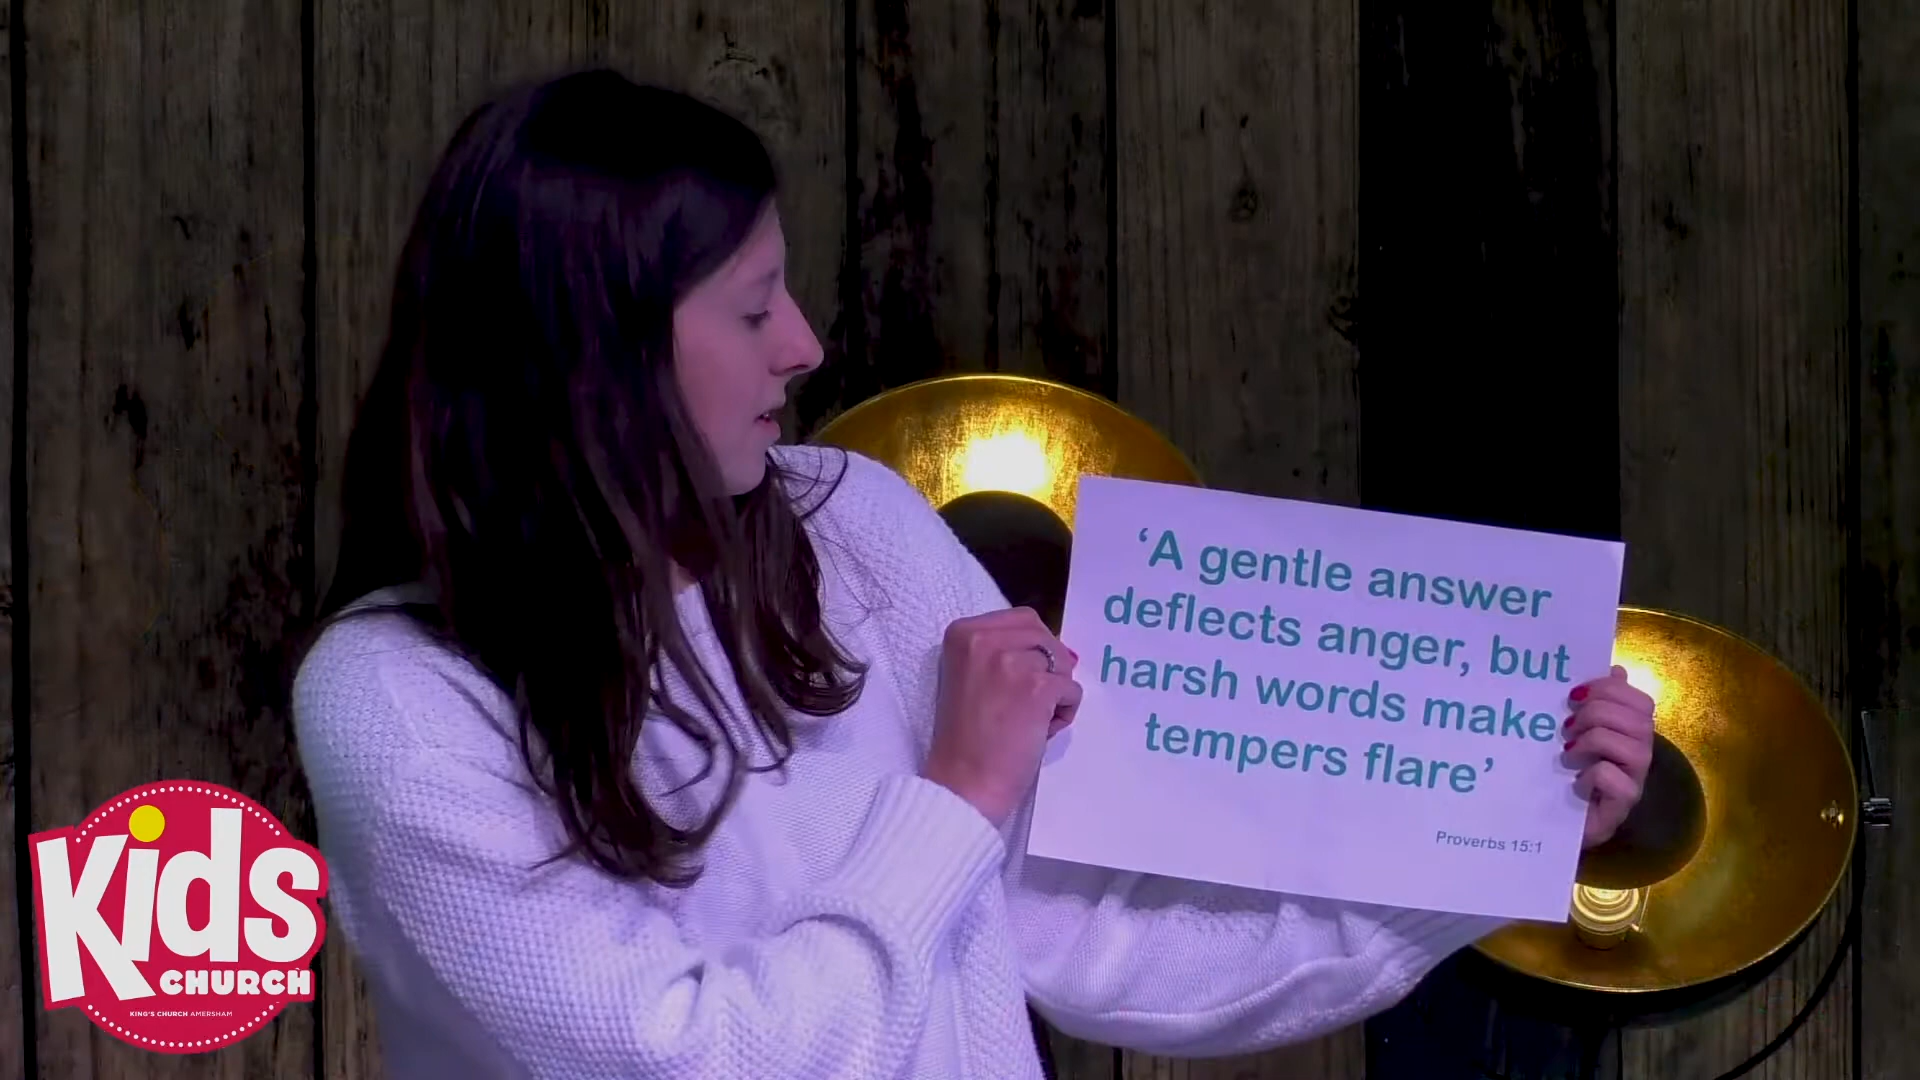 ‘A gentle answer
deflects anger, but
harsh words make
tempers flare’
Proverbs 15:1
Kids
CHURCH
KING'S CHURCH AMERSHAM